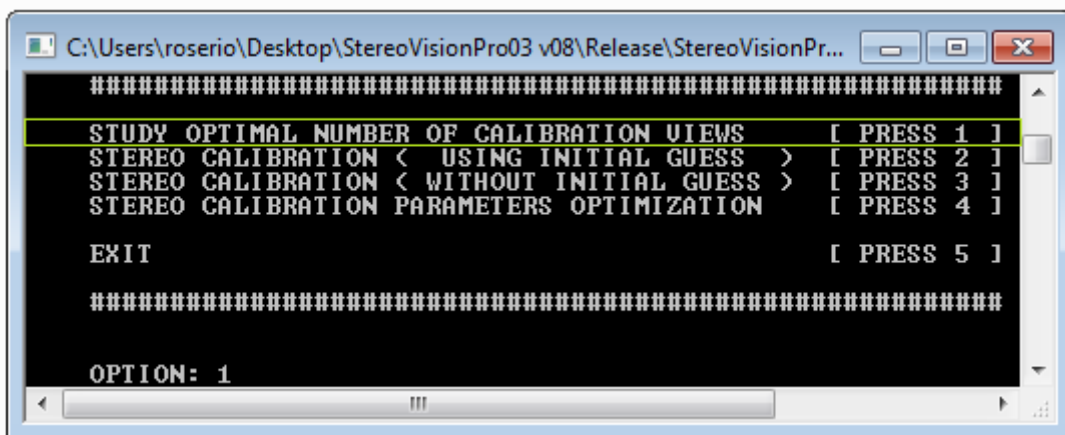 C:\Users\roserio\Desktop\StereoVisionPro03 v08\Release\StereoVisionPr...
#########################################################
STUDY OPTIMAL NUMBER OF CALIBRATION VIEWS [ PRESS 1 ]
STEREO CALIBRATION ( USING INITIAL GUESS ) [ PRESS 2 ]
STEREO CALIBRATION ( WITHOUT INITIAL GUESS ) [ PRESS 3 ]
STEREO CALIBRATION PARAMETERS OPTIMIZATION [ PRESS 4 ]
EXIT [ PRESS 5 ]
#########################################################
OPTION: 1